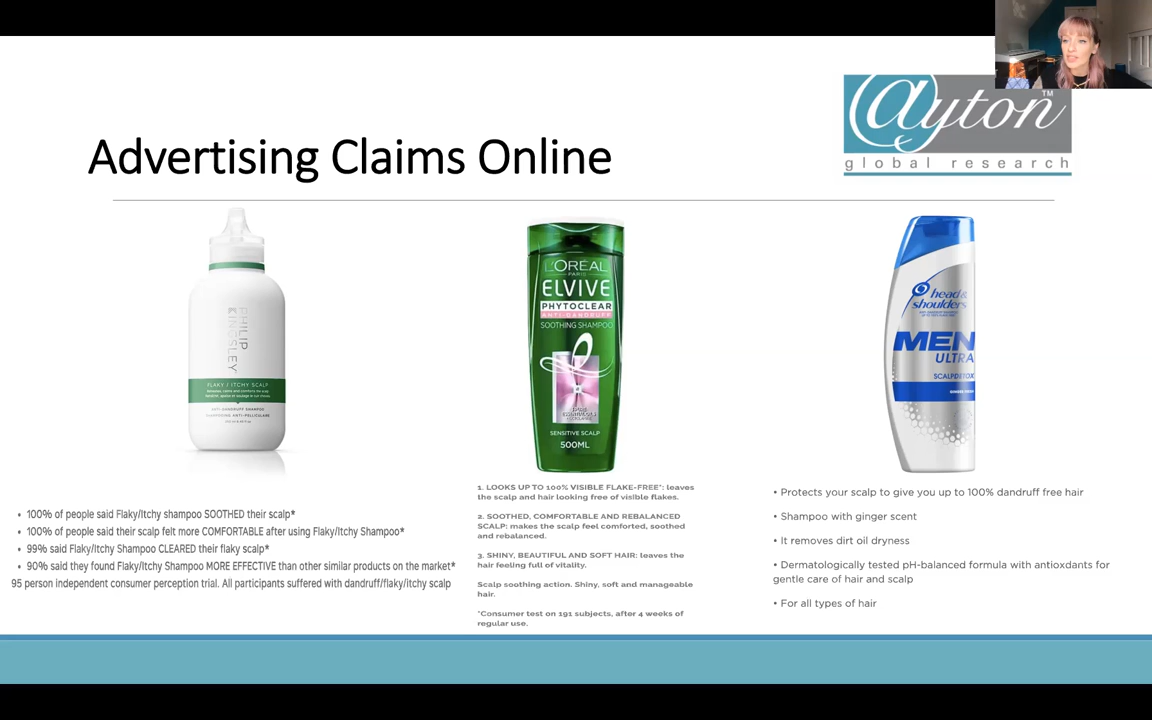 Advertising Claims Online
@yton™
global research
PHILIP
KINGSLEY
FLAKY / ITCHY SCALP
ANTI-DANDRUFF SHAMPOO
SHAMPOOING ANTI-PELLICULAIRE
L'ORÉAL
PARIS
ELVIVE
PHYTOCLEAR
ANTI-DANDRUFF
SOOTHING SHAMPOO
SENSITIVE SCALP
500ML
head &
shoulders
MEN
ULTRA
SCALP DETOX
• 100% of people said Flaky/Itchy shampoo SOOTHED their scalp*
• 100% of people said their scalp felt more COMFORTABLE after using Flaky/Itchy Shampoo*
• 99% said Flaky/Itchy Shampoo CLEARED their flaky scalp*
• 90% said they found Flaky/Itchy Shampoo MORE EFFECTIVE than other similar products on the market*
95 person independent consumer perception trial. All participants suffered with dandruff/flaky/itchy scalp
1. LOOKS UP TO 100% VISIBLE FLAKE-FREE*: leaves
the scalp and hair looking free of visible flakes.
2. SOOTHED, COMFORTED AND REBALANCED
SCALP: makes the scalp feel comforted, soothed
and rebalanced.
3. SHINY, BEAUTIFUL AND SOFT HAIR: leaves the
hair feeling full of vitality.
Scalp soothing action. Shiny, soft and manageable
hair.
*Consumer test on 191 subjects, after 4 weeks of
regular use.
• Protects your scalp to give you up to 100% dandruff free hair
• Shampoo with ginger scent
• It removes dirt oil dryness
• Dermatologically tested pH-balanced formula with antioxdants for
gentle care of hair and scalp
• For all types of hair